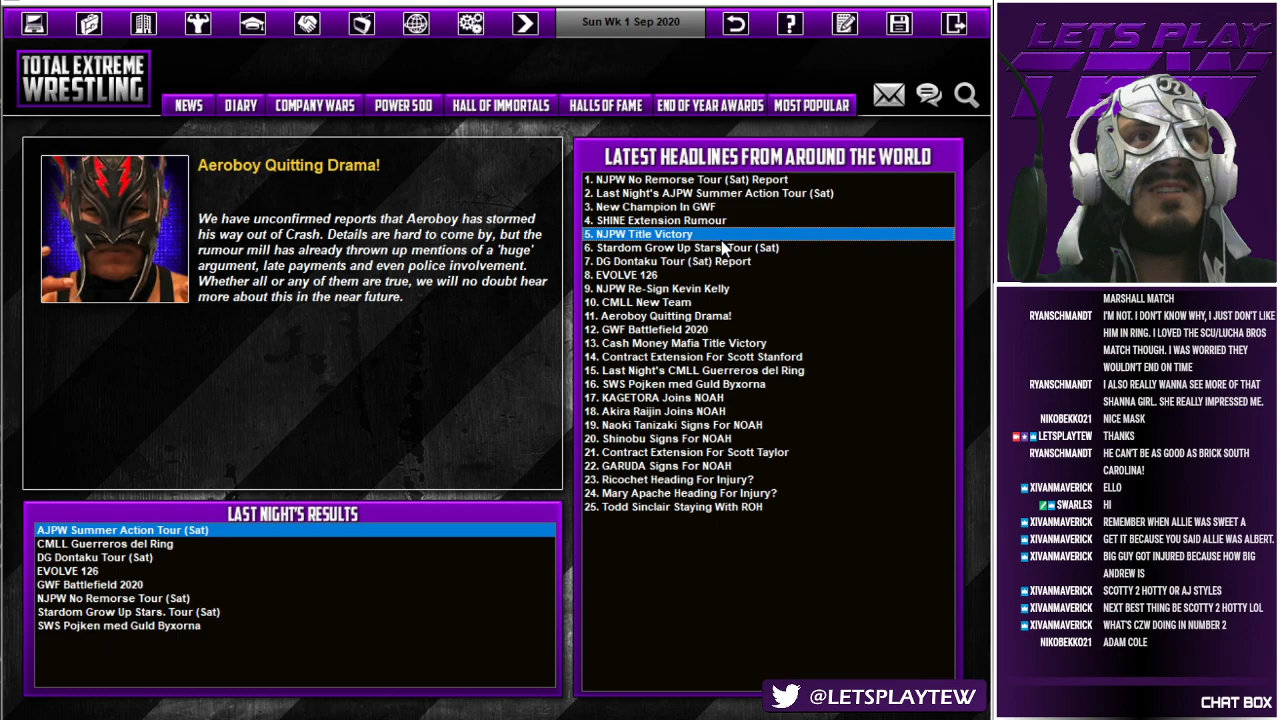 Sun Wk 1 Sep 2020
TOTAL EXTREME
WRESTLING
NEWS
DIARY
COMPANY WARS
POWER 500
HALL OF IMMORTALS
HALLS OF FAME
END OF YEAR AWARDS
MOST POPULAR
Aeroboy Quitting Drama!
We have unconfirmed reports that Aeroboy has stormed
his way out of Crash. Details are hard to come by, but the
rumour mill has already thrown up mentions of a 'huge'
argument, late payments and even police involvement.
Whether all or any of them are true, we will no doubt hear
more about this in the near future.
LAST NIGHT'S RESULTS
AJPW Summer Action Tour (Sat)
CMLL Guerreros del Ring
DG Dontaku Tour (Sat)
EVOLVE 126
GWF Battlefield 2020
NJPW No Remorse Tour (Sat)
Stardom Grow Up Stars. Tour (Sat)
SWS Pojken med Guld Byxorna
LATEST HEADLINES FROM AROUND THE WORLD
1. NJPW No Remorse Tour (Sat) Report
2. Last Night's AJPW Summer Action Tour (Sat)
3. New Champion In GWF
4. SHINE Extension Rumour
5. NJPW Title Victory
6. Stardom Grow Up Stars. Tour (Sat)
7. DG Dontaku Tour (Sat) Report
8. EVOLVE 126
9. NJPW Re-Sign Kevin Kelly
10. CMLL New Team
11. Aeroboy Quitting Drama!
12. GWF Battlefield 2020
13. Cash Money Mafia Title Victory
14. Contract Extension For Scott Stanford
15. Last Night's CMLL Guerreros del Ring
16. SWS Pojken med Guld Byxorna
17. KAGETORA Joins NOAH
18. Akira Raijin Joins NOAH
19. Naoki Tanizaki Signs For NOAH
20. Shinobu Signs For NOAH
21. Contract Extension For Scott Taylor
22. GARUDA Signs For NOAH
23. Ricochet Heading For Injury?
24. Mary Apache Heading For Injury?
25. Todd Sinclair Staying With ROH
@LETSPLAYTEW
LETS PLAY
MARSHALL MATCH
RYANSCHMANDT I'M NOT. I DON'T KNOW WHY, I JUST DON'T LIKE
HIM IN RING. I LOVED THE SCU/LUCHA BROS
MATCH THOUGH. I WAS WORRIED THEY
WOULDN'T END ON TIME
RYANSCHMANDT I ALSO REALLY WANNA SEE MORE OF THAT
SHANNA GIRL. SHE REALLY IMPRESSED ME.
NIKOBEKKO21 NICE MASK
LETSPLAYTEW THANKS
RYANSCHMANDT HE CAN'T BE AS GOOD AS BRICK SOUTH
CAROLINA!
XIVANMAVERICK ELLO
SWARLES HI
XIVANMAVERICK REMEMBER WHEN ALLIE WAS SWEET A
XIVANMAVERICK GET IT BECAUSE YOU SAID ALLIE WAS ALBERT.
XIVANMAVERICK BIG GUY GOT INJURED BECAUSE HOW BIG
ANDREW IS
XIVANMAVERICK SCOTTY 2 HOTTY OR AJ STYLES
XIVANMAVERICK NEXT BEST THING BE SCOTTY 2 HOTTY LOL
XIVANMAVERICK WHAT'S CZW DOING IN NUMBER 2
NIKOBEKKO21 ADAM COLE
CHAT BOX